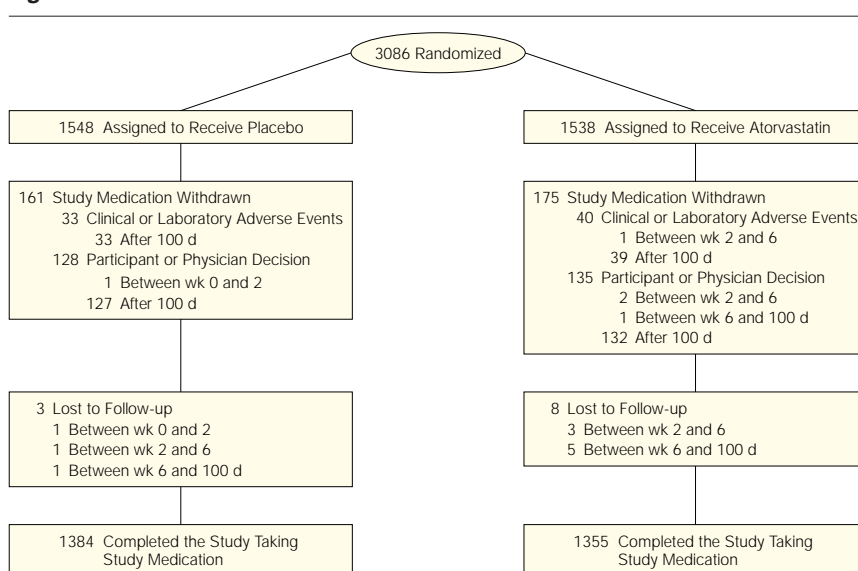 3086 Randomized
1548 Assigned to Receive Placebo
161 Study Medication Withdrawn
33 Clinical or Laboratory Adverse Events
33 After 100 d
128 Participant or Physician Decision
1 Between wk 0 and 2
127 After 100 d
3 Lost to Follow-up
1 Between wk 0 and 2
1 Between wk 2 and 6
1 Between wk 6 and 100 d
1384 Completed the Study Taking
Study Medication
1538 Assigned to Receive Atorvastatin
175 Study Medication Withdrawn
40 Clinical or Laboratory Adverse Events
1 Between wk 2 and 6
39 After 100 d
135 Participant or Physician Decision
2 Between wk 2 and 6
1 Between wk 6 and 100 d
132 After 100 d
8 Lost to Follow-up
3 Between wk 2 and 6
5 Between wk 6 and 100 d
1355 Completed the Study Taking
Study Medication